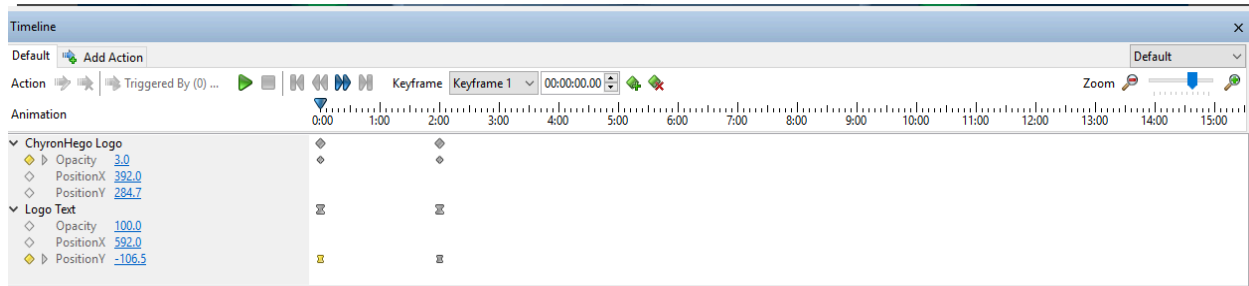 Timeline
Default Add Action Default
Action Triggered By (0) ... Keyframe Keyframe 1 00:00:00.00 Zoom
Animation 0:00 1:00 2:00 3:00 4:00 5:00 6:00 7:00 8:00 9:00 10:00 11:00 12:00 13:00 14:00 15:00
ChyronHego Logo
Opacity 3.0
PositionX 392.0
PositionY 284.7
Logo Text
Opacity 100.0
PositionX 592.0
PositionY -106.5